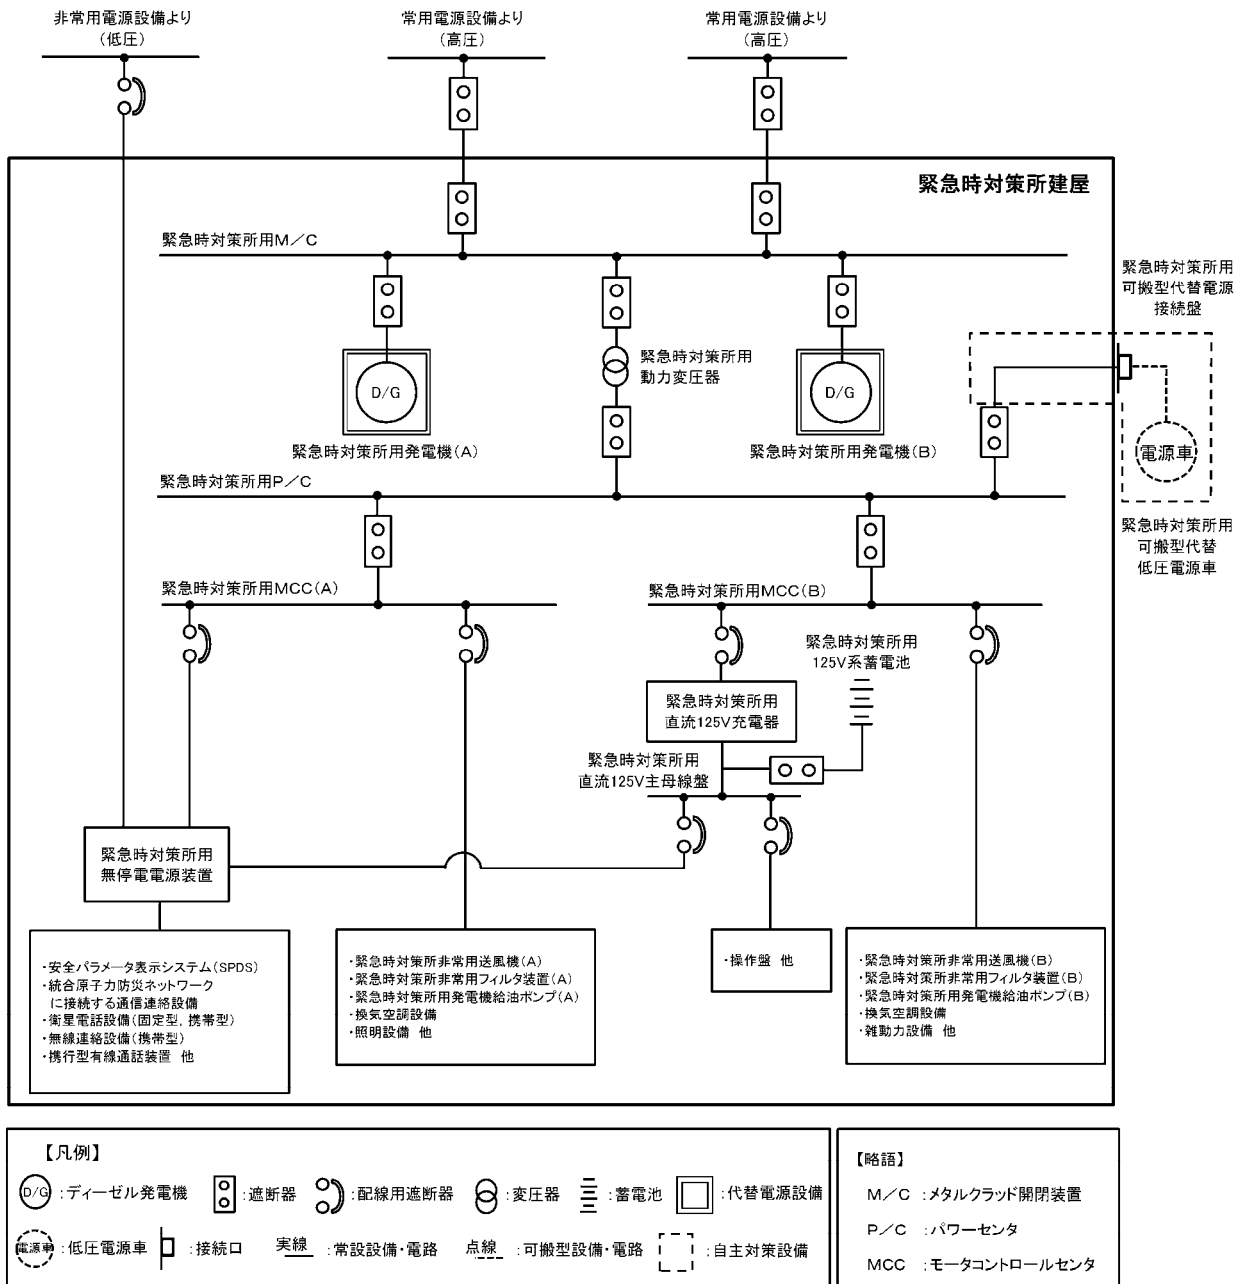 非常用電源設備より
(低圧)
常用電源設備より
(高圧)
常用電源設備より
(高圧)
緊急時対策所建屋
緊急時対策所用M／C
緊急時対策所用
可搬型代替電源
接続盤
緊急時対策所用
動力変圧器
D/G
D/G
緊急時対策所用発電機(A)
緊急時対策所用発電機(B)
電源車
緊急時対策所用P／C
緊急時対策所用
可搬型代替
低圧電源車
緊急時対策所用MCC(A)
緊急時対策所用MCC(B)
緊急時対策所用
125V系蓄電池
緊急時対策所用
直流125V充電器
緊急時対策所用
直流125V主母線盤
緊急時対策所用
無停電電源装置
・安全パラメータ表示システム(SPDS)
・統合原子力防災ネットワーク
に接続する通信連絡設備
・衛星電話設備(固定型，携帯型)
・無線連絡設備(携帯型)
・携行型有線通話装置 他
・緊急時対策所非常用送風機(A)
・緊急時対策所非常用フィルタ装置(A)
・緊急時対策所用発電機給油ポンプ(A)
・換気空調設備
・照明設備 他
・操作盤 他
・緊急時対策所非常用送風機(B)
・緊急時対策所非常用フィルタ装置(B)
・緊急時対策所用発電機給油ポンプ(B)
・換気空調設備
・雑動力設備 他
【凡例】
D/G :ディーゼル発電機 :遮断器 :配線用遮断器 :変圧器 :蓄電池 :代替電源設備
電源車 :低圧電源車 :接続口 実線 :常設設備・電路 点線 :可搬型設備・電路 :自主対策設備
【略語】
M／C :メタルクラッド開閉装置
P／C :パワーセンタ
MCC :モータコントロールセンタ